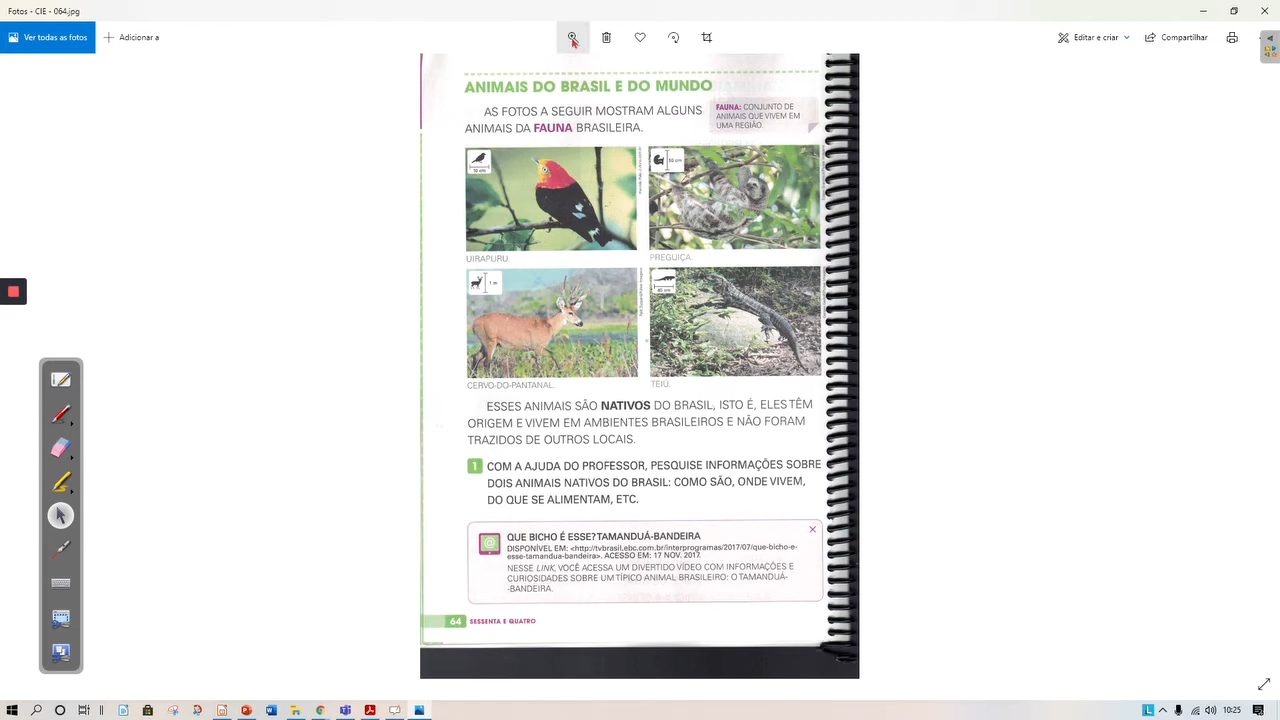 Fotos - CIE - 064.jpg
Ver todas as fotos
Adicionar a
Editar e criar
Compartilhar
ANIMAIS DO BRASIL E DO MUNDO
AS FOTOS A SEGUIR MOSTRAM ALGUNS
ANIMAIS DA FAUNA BRASILEIRA.
FAUNA: CONJUNTO DE
ANIMAIS QUE VIVEM EM
UMA REGIÃO.
10 cm
50 cm
UIRAPURU.
PREGUIÇA.
1 m
45 cm
CERVO-DO-PANTANAL.
TEIÚ.
ESSES ANIMAIS SÃO NATIVOS DO BRASIL, ISTO É, ELES TÊM
ORIGEM E VIVEM EM AMBIENTES BRASILEIROS E NÃO FORAM
TRAZIDOS DE OUTROS LOCAIS.
1 COM A AJUDA DO PROFESSOR, PESQUISE INFORMAÇÕES SOBRE
DOIS ANIMAIS NATIVOS DO BRASIL: COMO SÃO, ONDE VIVEM,
DO QUE SE ALIMENTAM, ETC.
QUE BICHO É ESSE? TAMANDUÁ-BANDEIRA
DISPONÍVEL EM: <http://tvbrasil.ebc.com.br/interprogramas/2017/07/que-bicho-e-
esse-tamandua-bandeira>. ACESSO EM: 17 NOV. 2017.
NESSE LINK, VOCÊ ACESSA UM DIVERTIDO VÍDEO COM INFORMAÇÕES E
CURIOSIDADES SOBRE UM TÍPICO ANIMAL BRASILEIRO: O TAMANDUÁ-
-BANDEIRA.
64 SESSENTA E QUATRO
10:25